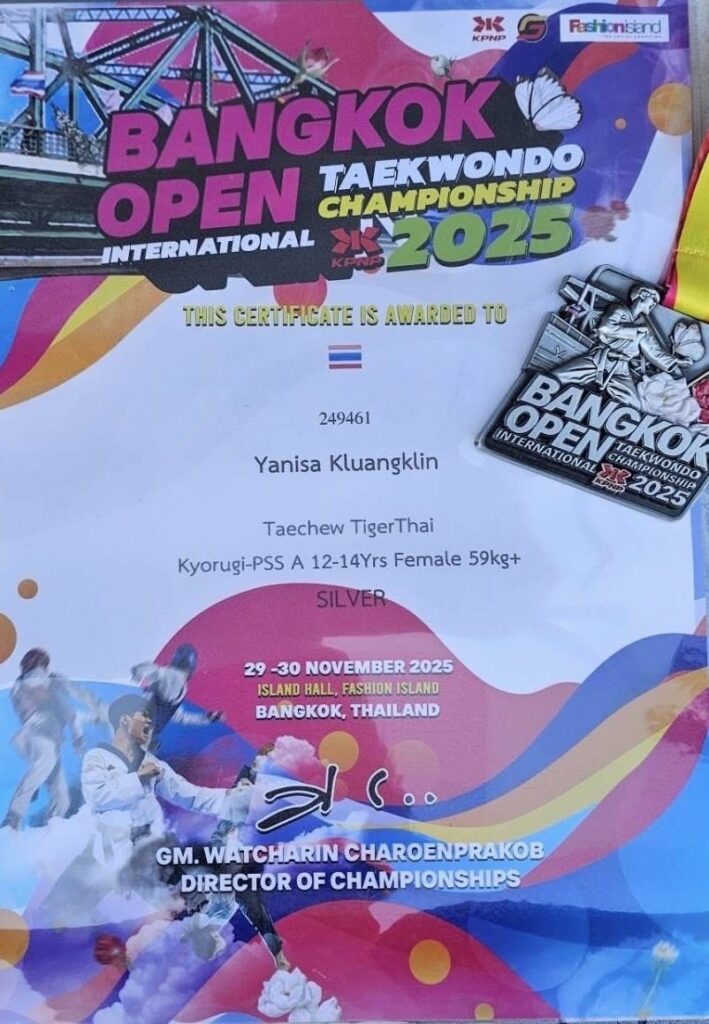 KPNP
G
Fashionisland
BANGKOK
OPEN
TAEKWONDO
CHAMPIONSHIP
INTERNATIONAL
KPNP
2025
THIS CERTIFICATE IS AWARDED TO
249461
Yanisa Kluangklin
Taechew TigerThai
Kyorugi-PSS A 12-14Yrs Female 59kg+
SILVER
29 -30 NOVEMBER 2025
ISLAND HALL, FASHION ISLAND
BANGKOK, THAILAND
GM. WATCHARIN CHAROENPRAKOB
DIRECTOR OF CHAMPIONSHIPS
BANGKOK
OPEN
TAEKWONDO
CHAMPIONSHIP
INTERNATIONAL
KPNP
2025